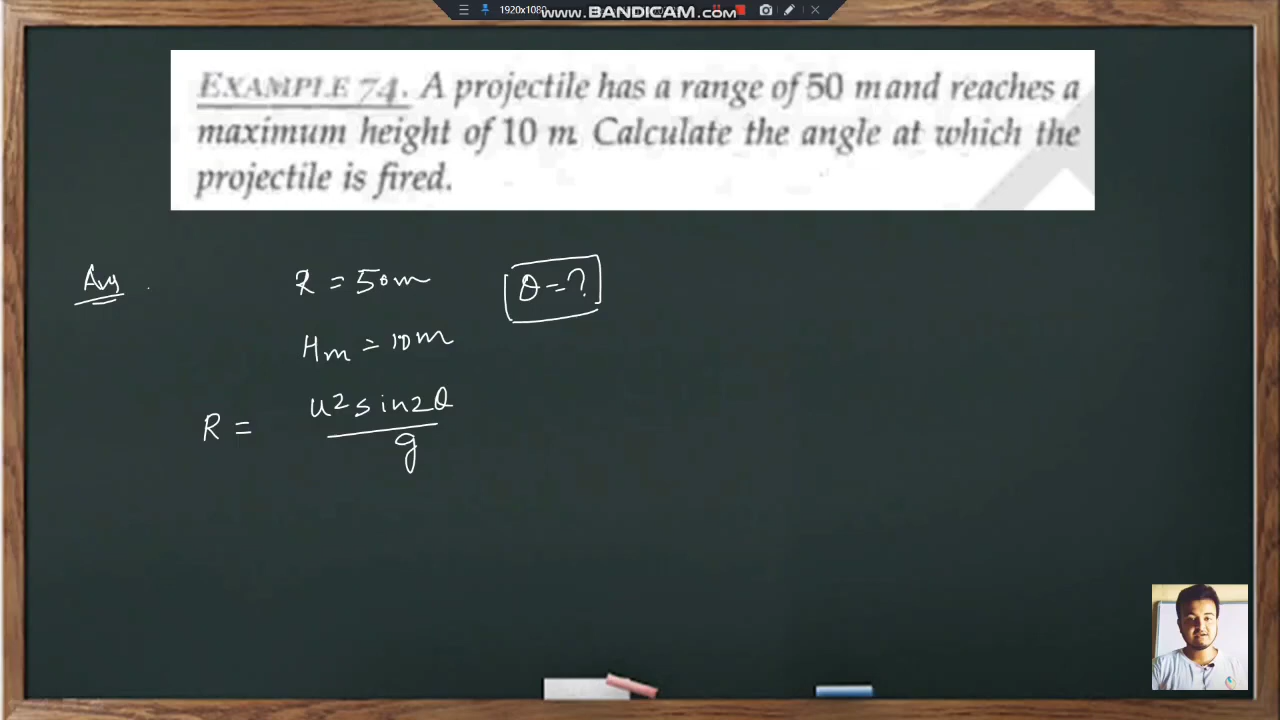 1920x1080
www.BANDICAM.com
EXAMPLE 74. A projectile has a range of 50 m and reaches a
maximum height of 10 m. Calculate the angle at which the
projectile is fired.
Ans R = 50m θ = ?
Hm = 10m
R = u²sin2θ
g